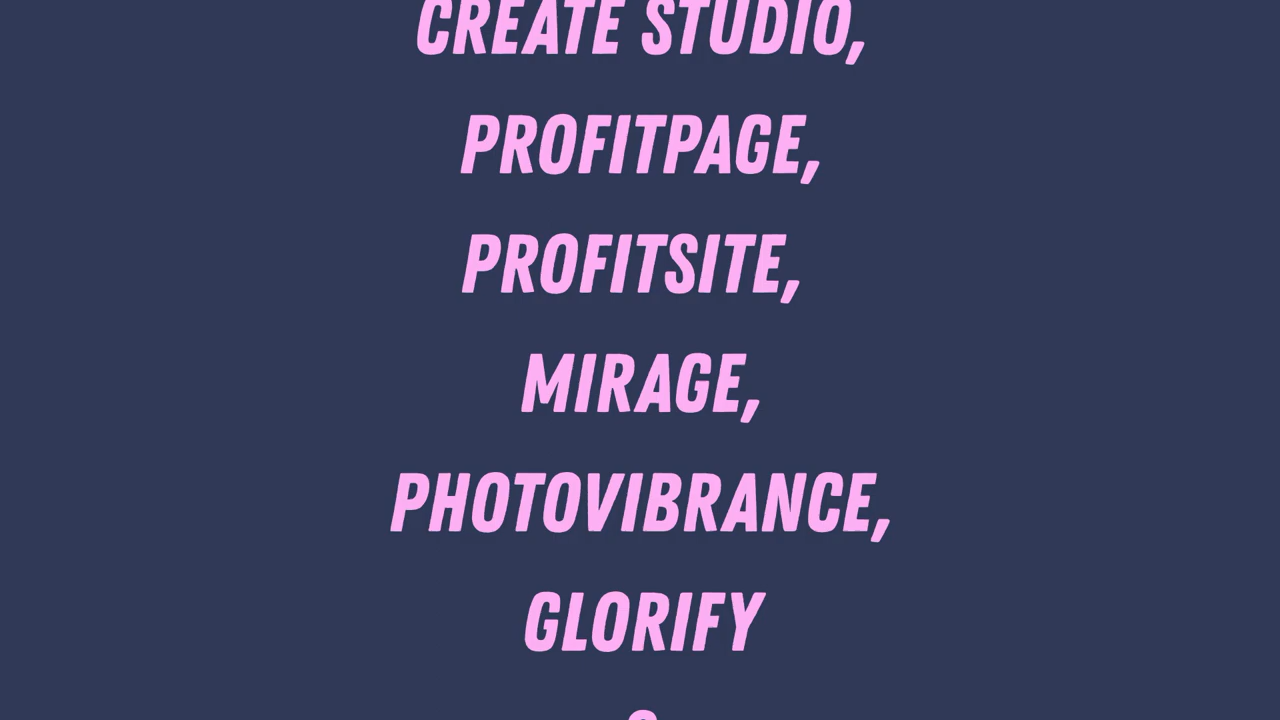 CREATE STUDIO,
PROFITPAGE,
PROFITSITE,
MIRAGE,
PHOTOVIBRANCE,
GLORIFY